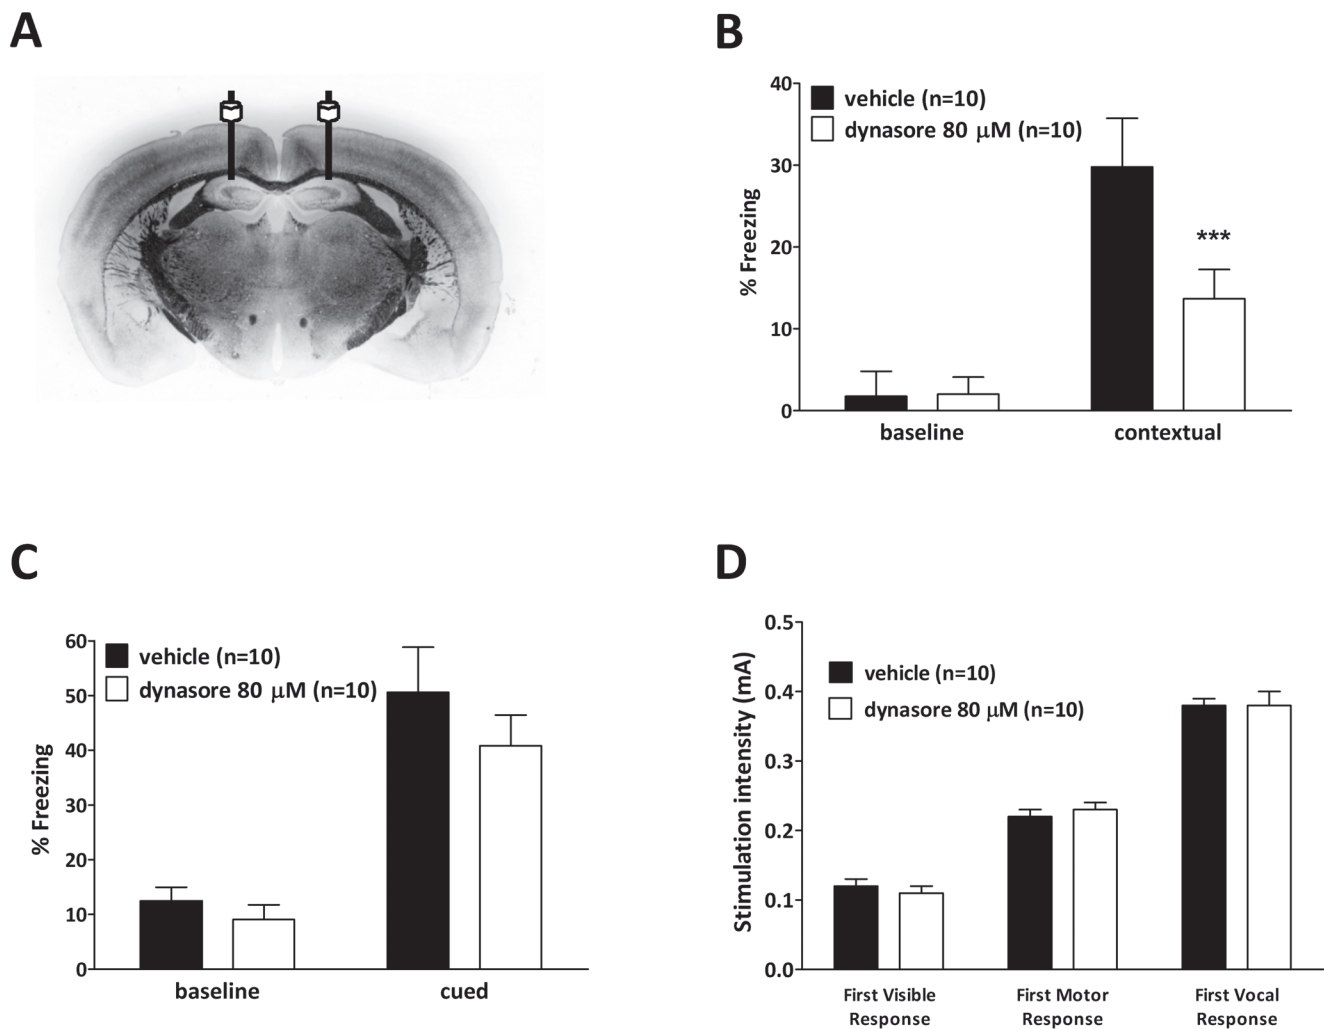 A
B
% Freezing
40
30
20
10
0
vehicle (n=10)
dynasore 80 μM (n=10)
***
baseline
contextual
C
% Freezing
60
50
40
30
20
10
0
vehicle (n=10)
dynasore 80 μM (n=10)
baseline
cued
D
Stimulation intensity (mA)
0.5
0.4
0.3
0.2
0.1
0.0
vehicle (n=10)
dynasore 80 μM (n=10)
First Visible
Response
First Motor
Response
First Vocal
Response